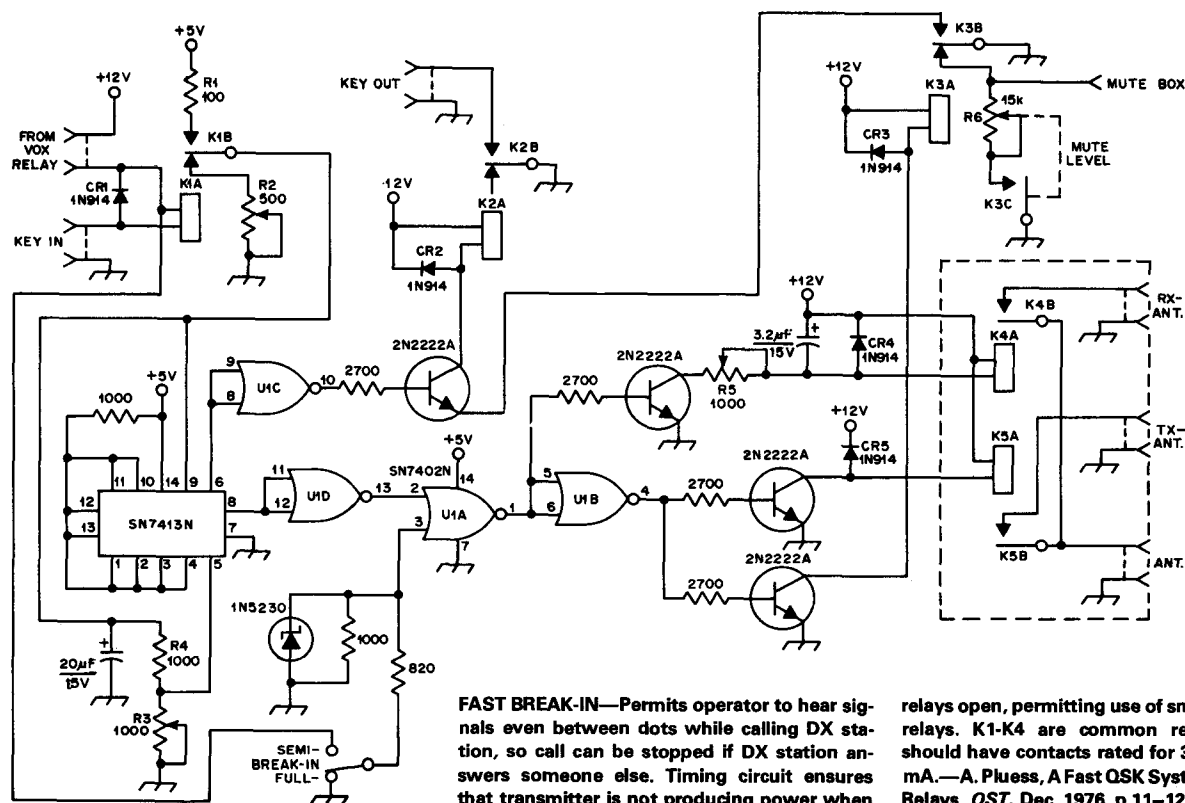 +5V
R1
100
+12V
FROM
VOX
RELAY
K1B
K1A
CR1
1N914
R2
500
KEY IN
KEY OUT
K2B
12V
K2A
CR2
1N914
+12V
K3B
K3A
CR3
1N914
MUTE BOX
15k
R6
MUTE
LEVEL
K3C
2N2222A
9
8
U1C
10
2700
+5V
1000
11
10
14
9
6
12
13
SN7413N
8
7
1
2
3
4
5
11
12
U1D
13
+5V
SN7402N
14
2
3
U1A
1
7
2N2222A
2700
R5
1000
+12V
3.2µF
15V
+
CR4
1N914
5
6
U1B
4
2700
2N2222A
+12V
CR5
1N914
2N2222A
2700
K4B
K4A
RX-
ANT.
K5A
TX-
ANT.
K5B
ANT.
+
20µF
15V
R4
1000
R3
1000
1N5230
1000
820
SEMI-
BREAK-IN
FULL-
FAST BREAK-IN—Permits operator to hear sig-
nals even between dots while calling DX sta-
tion, so call can be stopped if DX station an-
swers someone else. Timing circuit ensures
that transmitter is not producing power when
relays open, permitting use of sm
relays. K1-K4 are common re
should have contacts rated for 3
mA.—A. Pluess, A Fast QSK Syst
Relays, QST, Dec. 1976, p 11–12